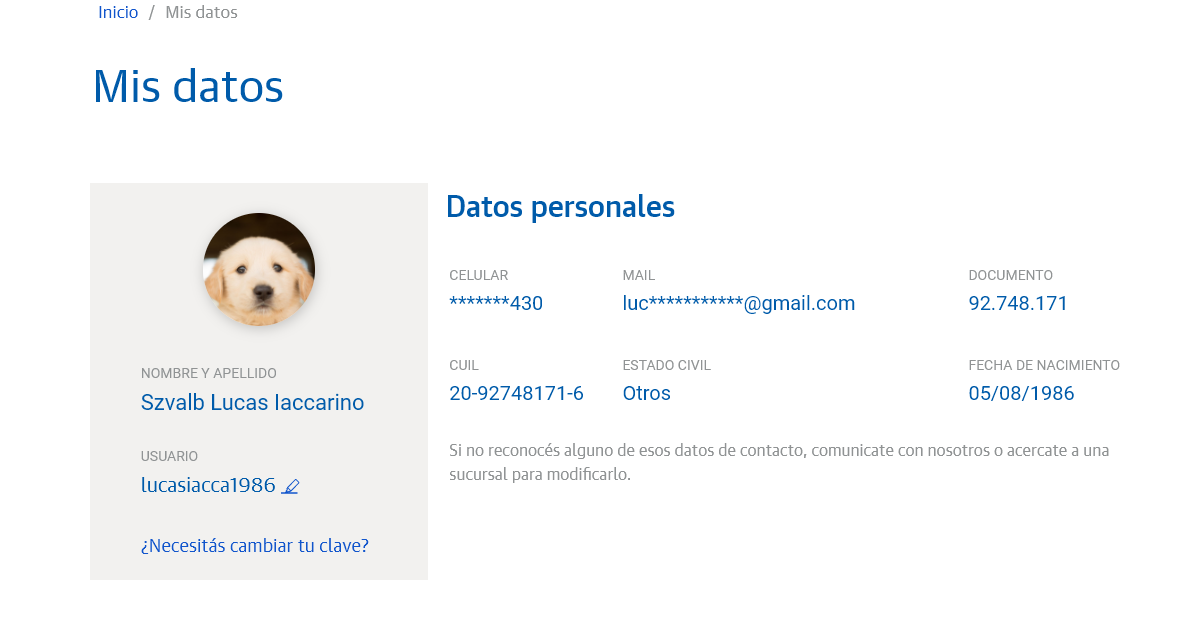 Inicio / Mis datos
Mis datos
NOMBRE Y APELLIDO
Szvalb Lucas Iaccarino
USUARIO
lucasiacca1986
¿Necesitás cambiar tu clave?
Datos personales
CELULAR MAIL DOCUMENTO
*******430 luc***********@gmail.com 92.748.171
CUIL ESTADO CIVIL FECHA DE NACIMIENTO
20-92748171-6 Otros 05/08/1986
Si no reconocés alguno de esos datos de contacto, comunicate con nosotros o acercate a una
sucursal para modificarlo.